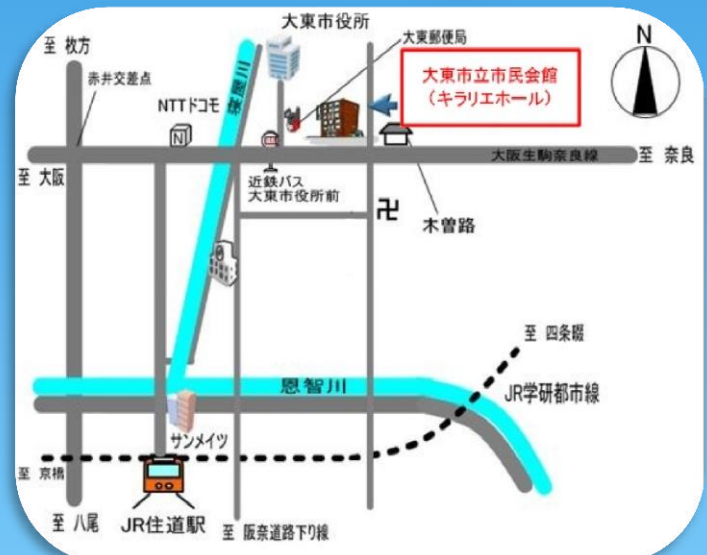 大東市役所
至 枚方
大東郵便局
N
赤井交差点
NTTドコモ
寝屋川
大東市立市民会館
（キラリエホール）
N
大阪生駒奈良線
至 奈良
至 大阪
近鉄バス
大東市役所前
卍
木曽路
至 四条畷
恩智川
JR学研都市線
サンメイツ
至 京橋
至 八尾
JR住道駅
至 阪奈道路下り線